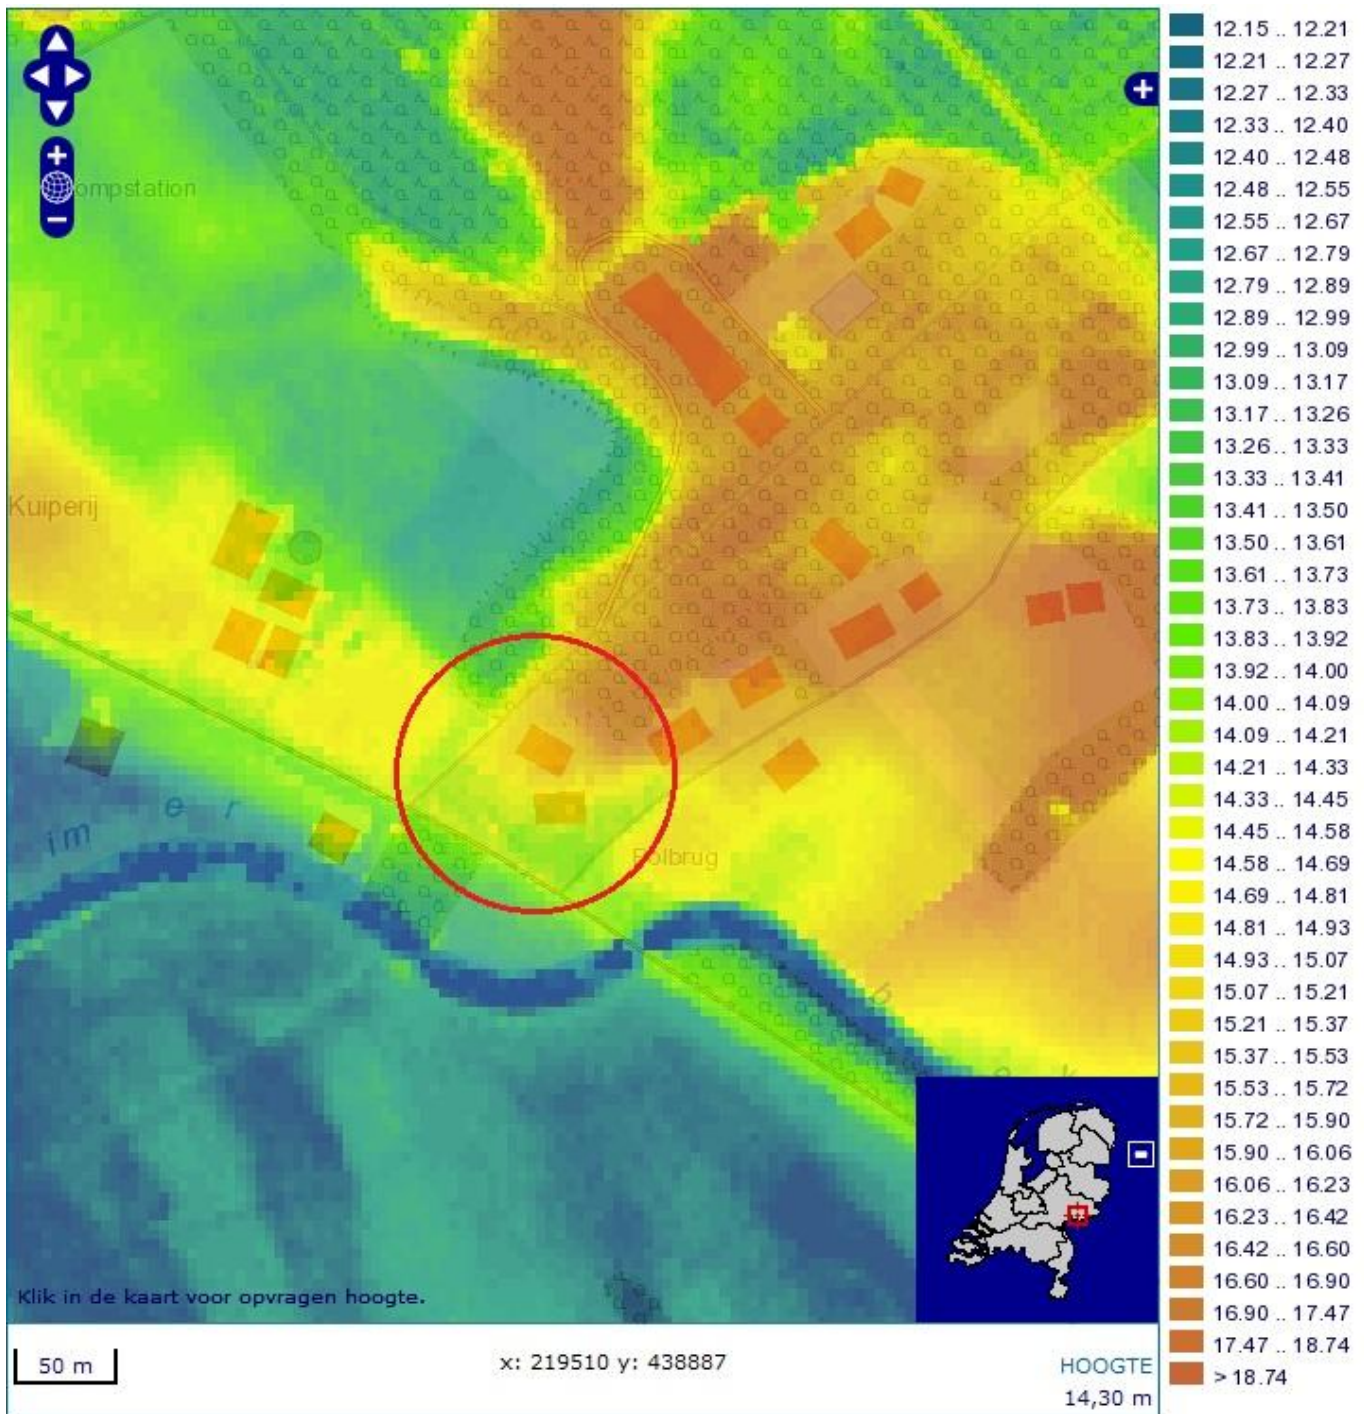 ompstation
Kuiperij
im e r
Folbrug
b
e
k
Klik in de kaart voor opvragen hoogte.
50 m
x: 219510 y: 438887
HOOGTE
14,30 m
12.15 .. 12.21
12.21 .. 12.27
12.27 .. 12.33
12.33 .. 12.40
12.40 .. 12.48
12.48 .. 12.55
12.55 .. 12.67
12.67 .. 12.79
12.79 .. 12.89
12.89 .. 12.99
12.99 .. 13.09
13.09 .. 13.17
13.17 .. 13.26
13.26 .. 13.33
13.33 .. 13.41
13.41 .. 13.50
13.50 .. 13.61
13.61 .. 13.73
13.73 .. 13.83
13.83 .. 13.92
13.92 .. 14.00
14.00 .. 14.09
14.09 .. 14.21
14.21 .. 14.33
14.33 .. 14.45
14.45 .. 14.58
14.58 .. 14.69
14.69 .. 14.81
14.81 .. 14.93
14.93 .. 15.07
15.07 .. 15.21
15.21 .. 15.37
15.37 .. 15.53
15.53 .. 15.72
15.72 .. 15.90
15.90 .. 16.06
16.06 .. 16.23
16.23 .. 16.42
16.42 .. 16.60
16.60 .. 16.90
16.90 .. 17.47
17.47 .. 18.74
> 18.74